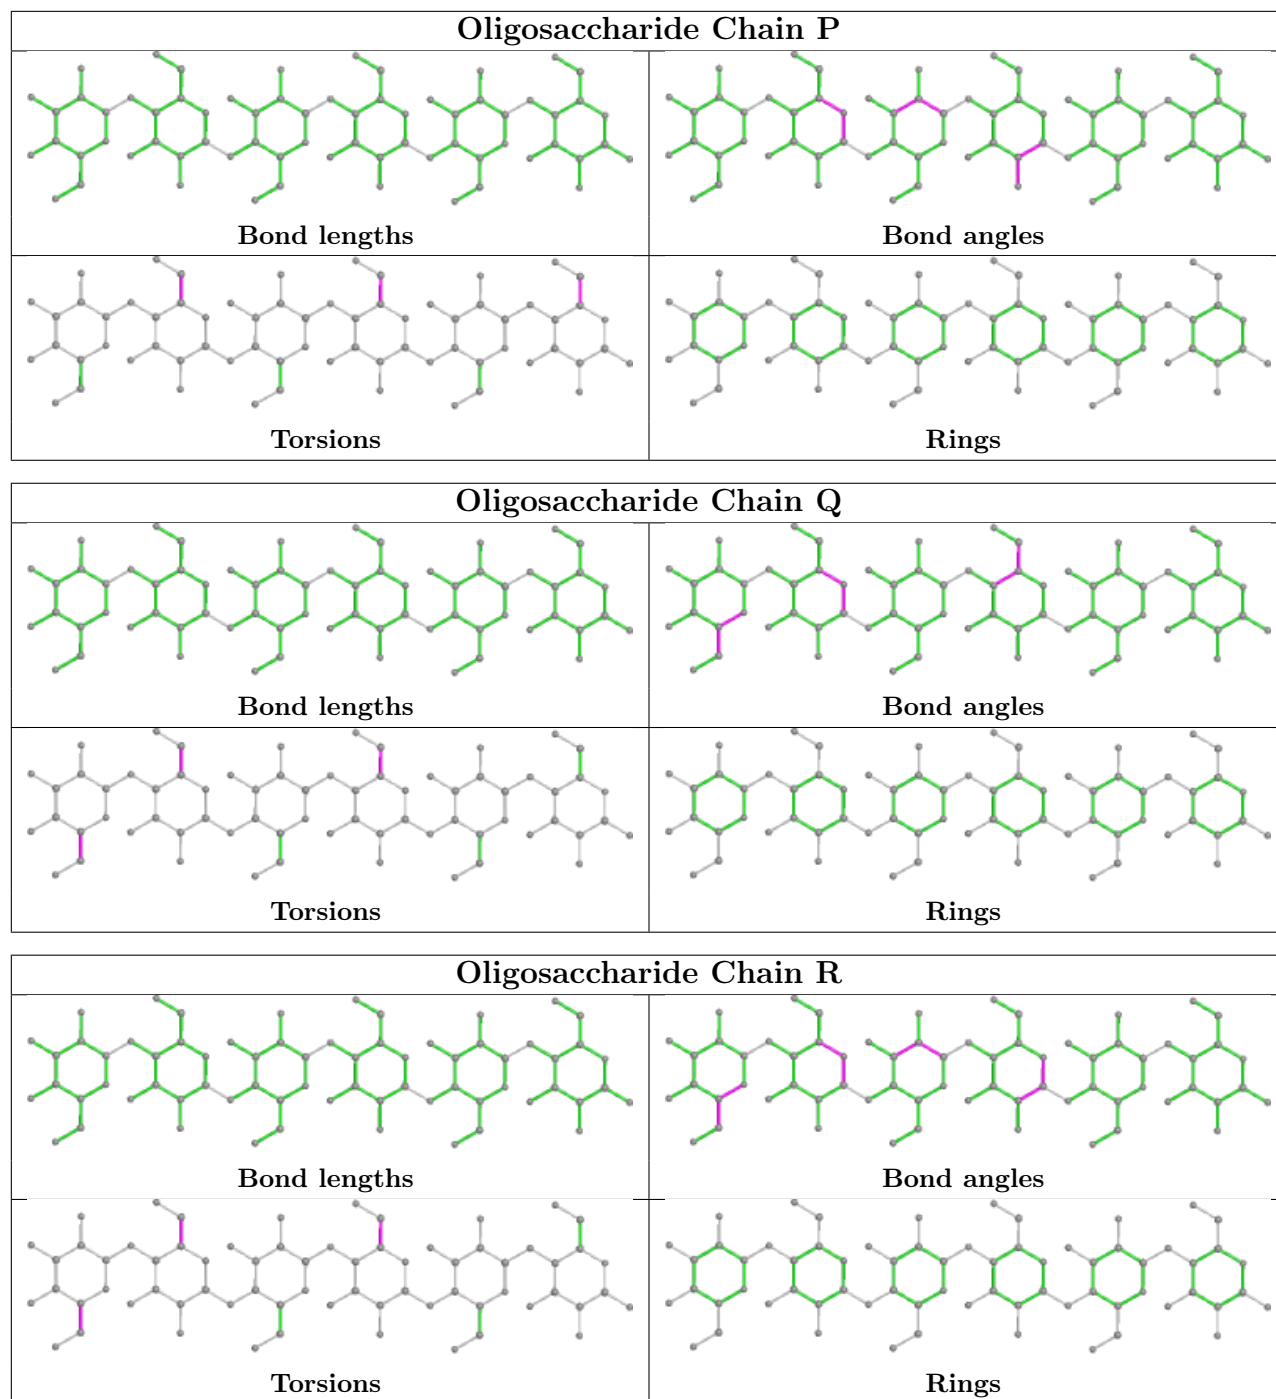 Oligosaccharide Chain P
Bond lengths
Bond angles
Torsions
Rings
Oligosaccharide Chain Q
Bond lengths
Bond angles
Torsions
Rings
Oligosaccharide Chain R
Bond lengths
Bond angles
Torsions
Rings